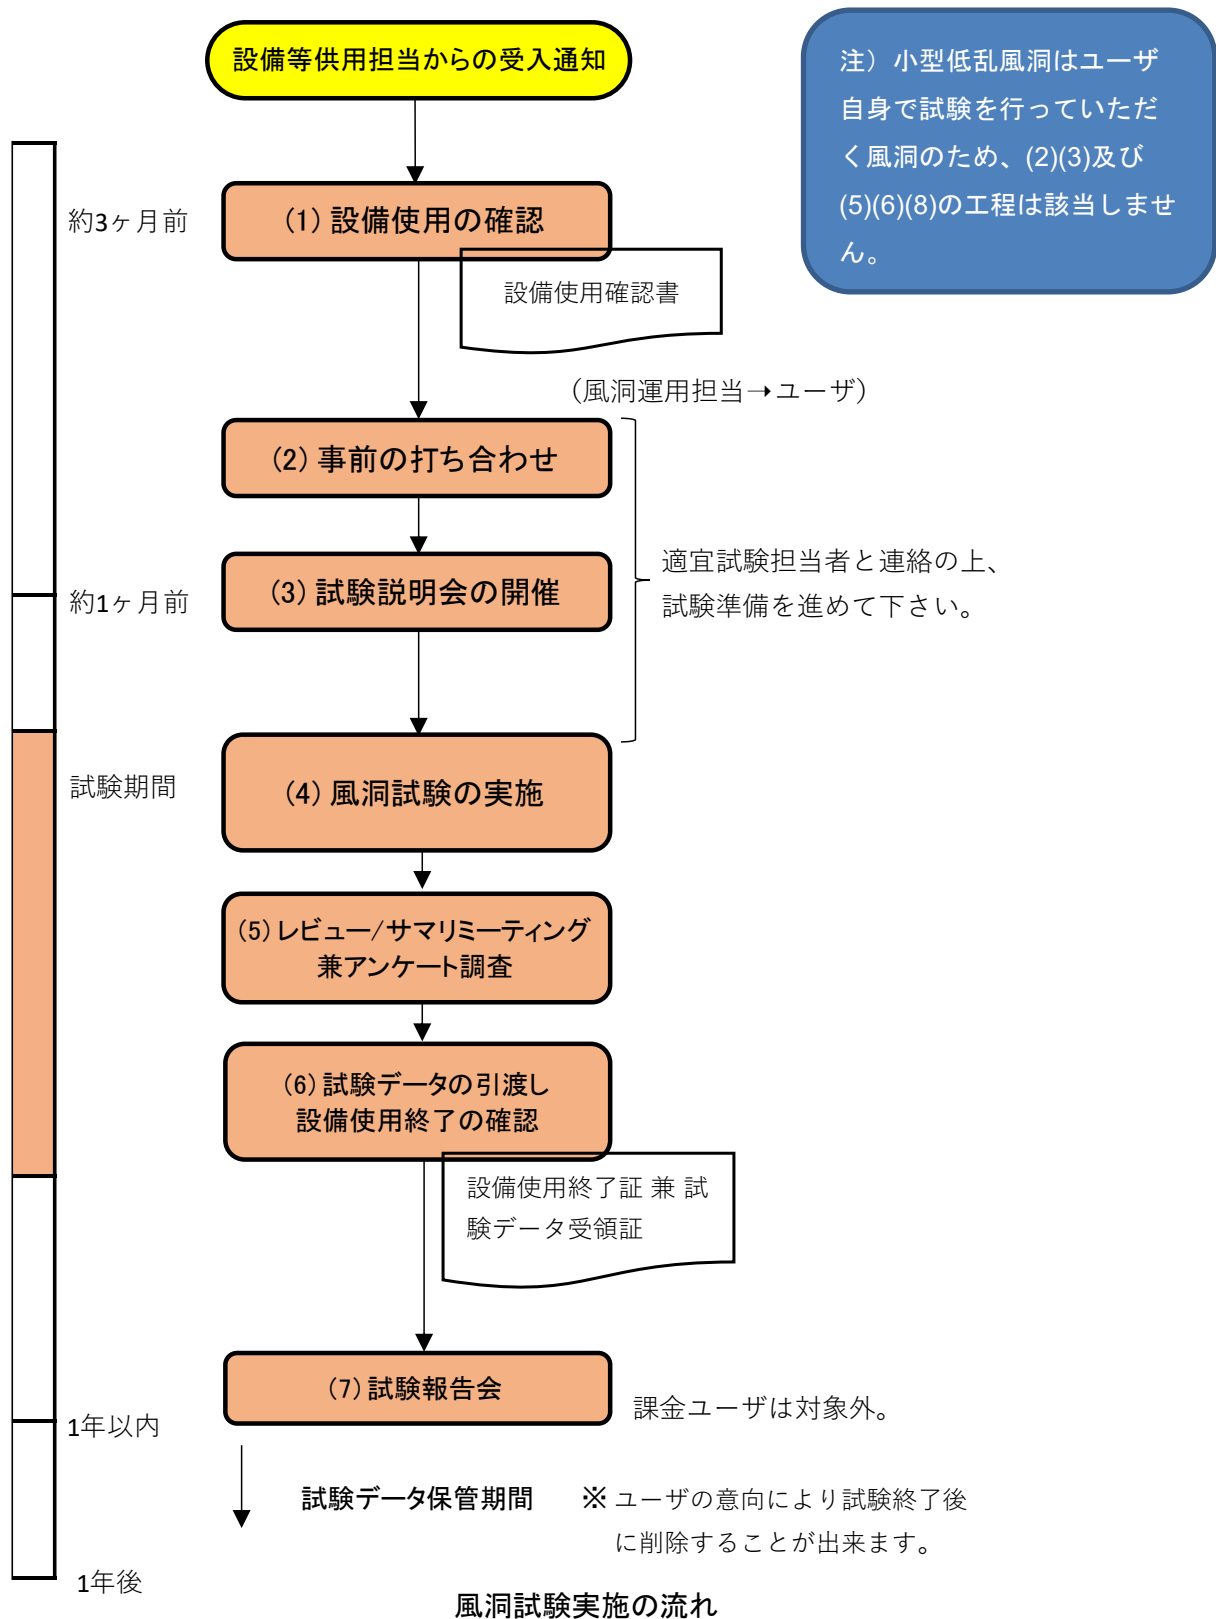 設備等供用担当からの受入通知
注）小型低乱風洞はユーザ
自身で試験を行っていただ
く風洞のため、(2)(3)及び
(5)(6)(8)の工程は該当しませ
ん。
約3ヶ月前
(1)設備使用の確認
設備使用確認書
(風洞運用担当→ユーザ)
(2)事前の打ち合わせ
適宜試験担当者と連絡の上、
試験準備を進めて下さい。
約1ヶ月前
(3)試験説明会の開催
試験期間
(4)風洞試験の実施
(5)レビュー/サマリミーティング
兼アンケート調査
(6)試験データの引渡し
設備使用終了の確認
設備使用終了証 兼 試
験データ受領証
(7)試験報告会
課金ユーザは対象外。
1年以内
試験データ保管期間
※ ユーザの意向により試験終了後
に削除することが出来ます。
1年後
風洞試験実施の流れ